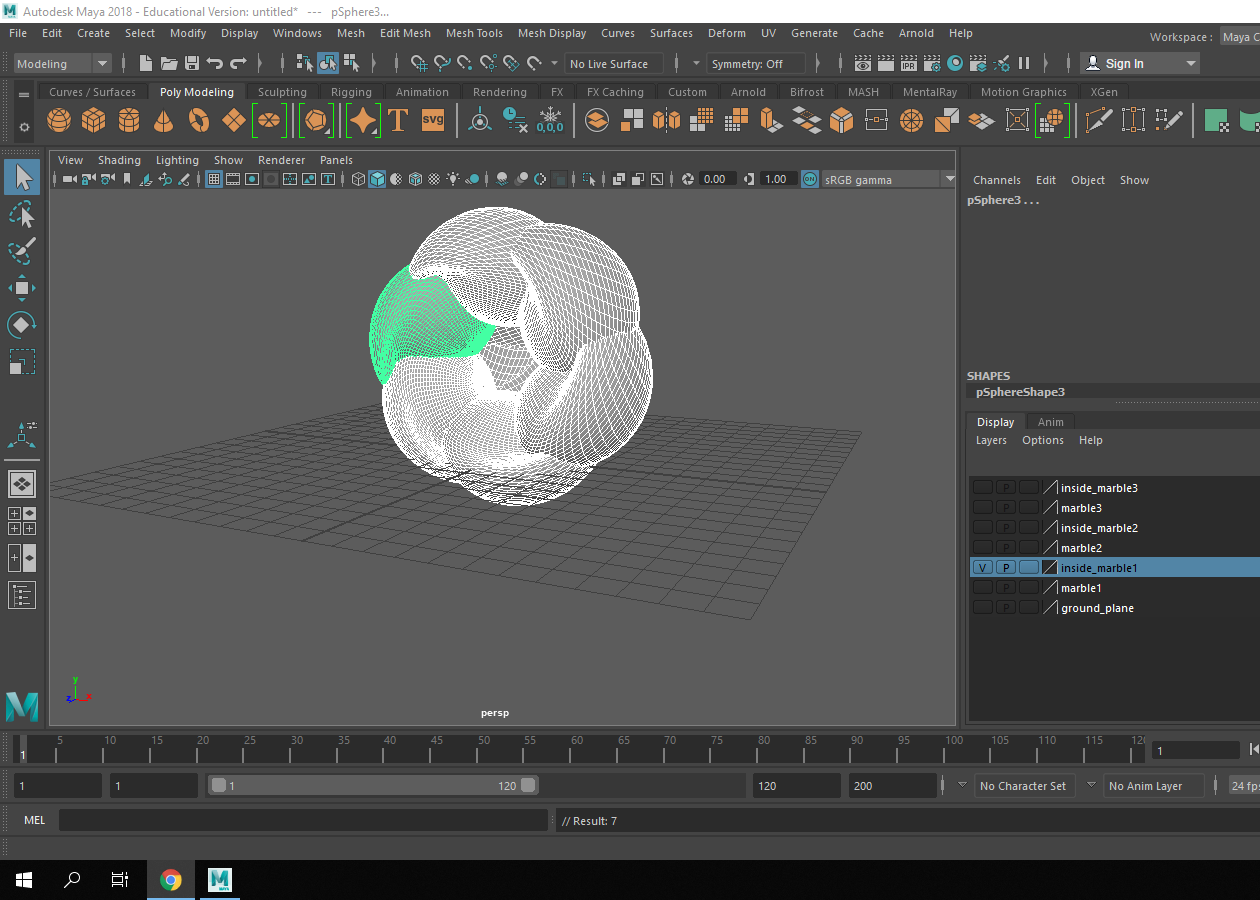 Autodesk Maya 2018 - Educational Version: untitled*   ---   pSphere3...
File Edit Create Select Modify Display Windows Mesh Edit Mesh Mesh Tools Mesh Display Curves Surfaces Deform UV Generate Cache Arnold Help
Workspace : Maya C
Modeling No Live Surface Symmetry: Off IPR Sign In
Curves / Surfaces Poly Modeling Sculpting Rigging Animation Rendering FX FX Caching Custom Arnold Bifrost MASH MentalRay Motion Graphics XGen
T svg 0,0,0
View Shading Lighting Show Renderer Panels
0.00 1.00 ON sRGB gamma
Channels Edit Object Show
pSphere3 . . .
SHAPES
pSphereShape3
Display Anim
Layers Options Help
P inside_marble3
P marble3
P inside_marble2
P marble2
V P inside_marble1
P marble1
P ground_plane
y
z x
persp
M
1 5 10 15 20 25 30 35 40 45 50 55 60 65 70 75 80 85 90 95 100 105 110 115 120 1
1 1 1 120 120 200 No Character Set No Anim Layer 24 fps
MEL // Result: 7
M